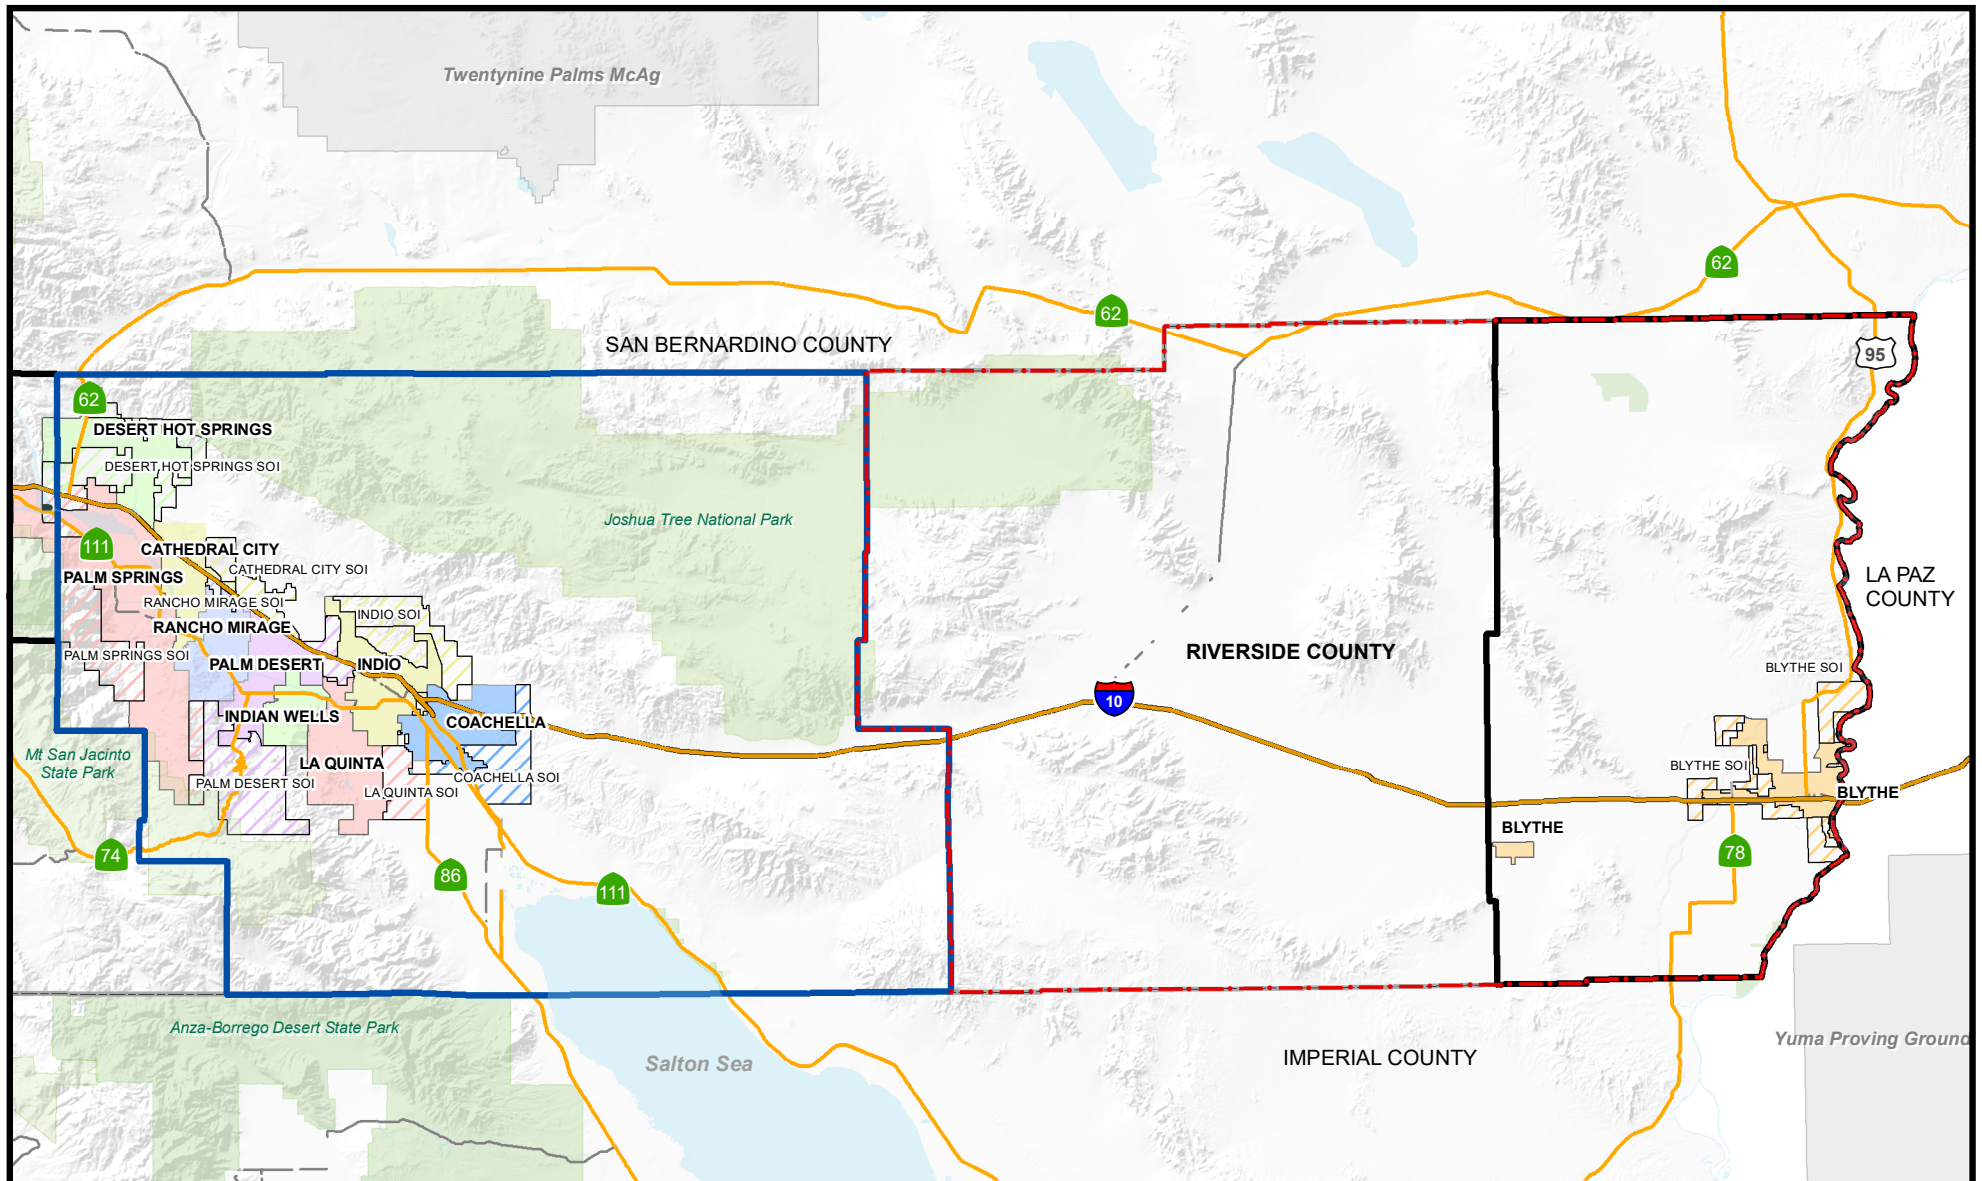 Twentynine Palms McAg
62
62
SAN BERNARDINO COUNTY
95
62
DESERT HOT SPRINGS
DESERT HOT SPRINGS SOI
Joshua Tree National Park
111
CATHEDRAL CITY
CATHEDRAL CITY SOI
PALM SPRINGS
LA PAZ
COUNTY
RANCHO MIRAGE SOI
INDIO SOI
RANCHO MIRAGE
RIVERSIDE COUNTY
PALM SPRINGS SOI
PALM DESERT
INDIO
BLYTHE SOI
10
INDIAN WELLS
COACHELLA
Mt San Jacinto
State Park
LA QUINTA
BLYTHE SOI
PALM DESERT SOI
COACHELLA SOI
LA QUINTA SOI
BLYTHE
BLYTHE
74
86
111
78
Anza-Borrego Desert State Park
Yuma Proving Ground
Salton Sea
IMPERIAL COUNTY